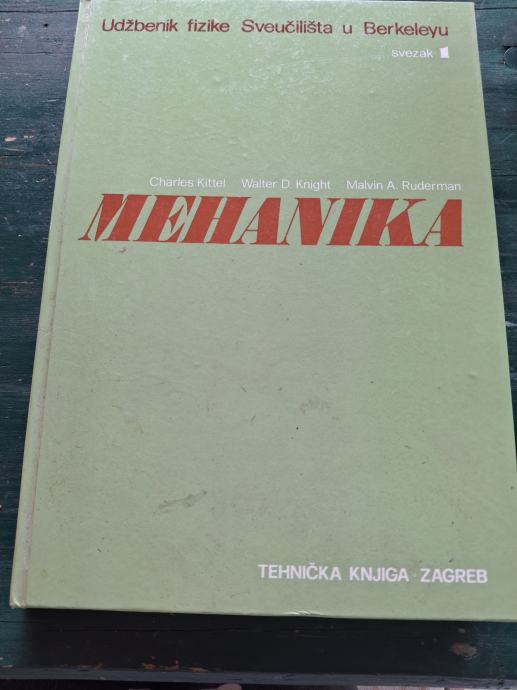 Udžbenik fizike Sveučilišta u Berkeleyu
svezak 1
Charles Kittel Walter D. Knight Malvin A. Ruderman
MEHANIKA
TEHNIČKA KNJIGA ZAGREB